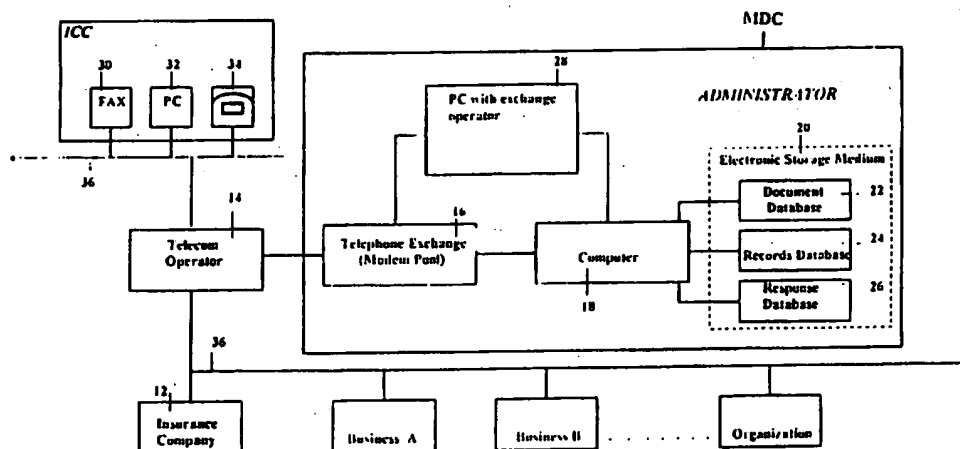 MDC
ICC
30
32
34
FAX
PC
28
PC with exchange
operator
ADMINISTRATOR
20
Electronic Storage Medium
Document
Database
22
36
14
Telecom
Operator
16
Telephone Exchange
(Modem Pool)
Computer
18
Records Database
24
Response
Database
26
36
12
Insurance
Company
Business A
Business B
. . . . . . . .
Organization